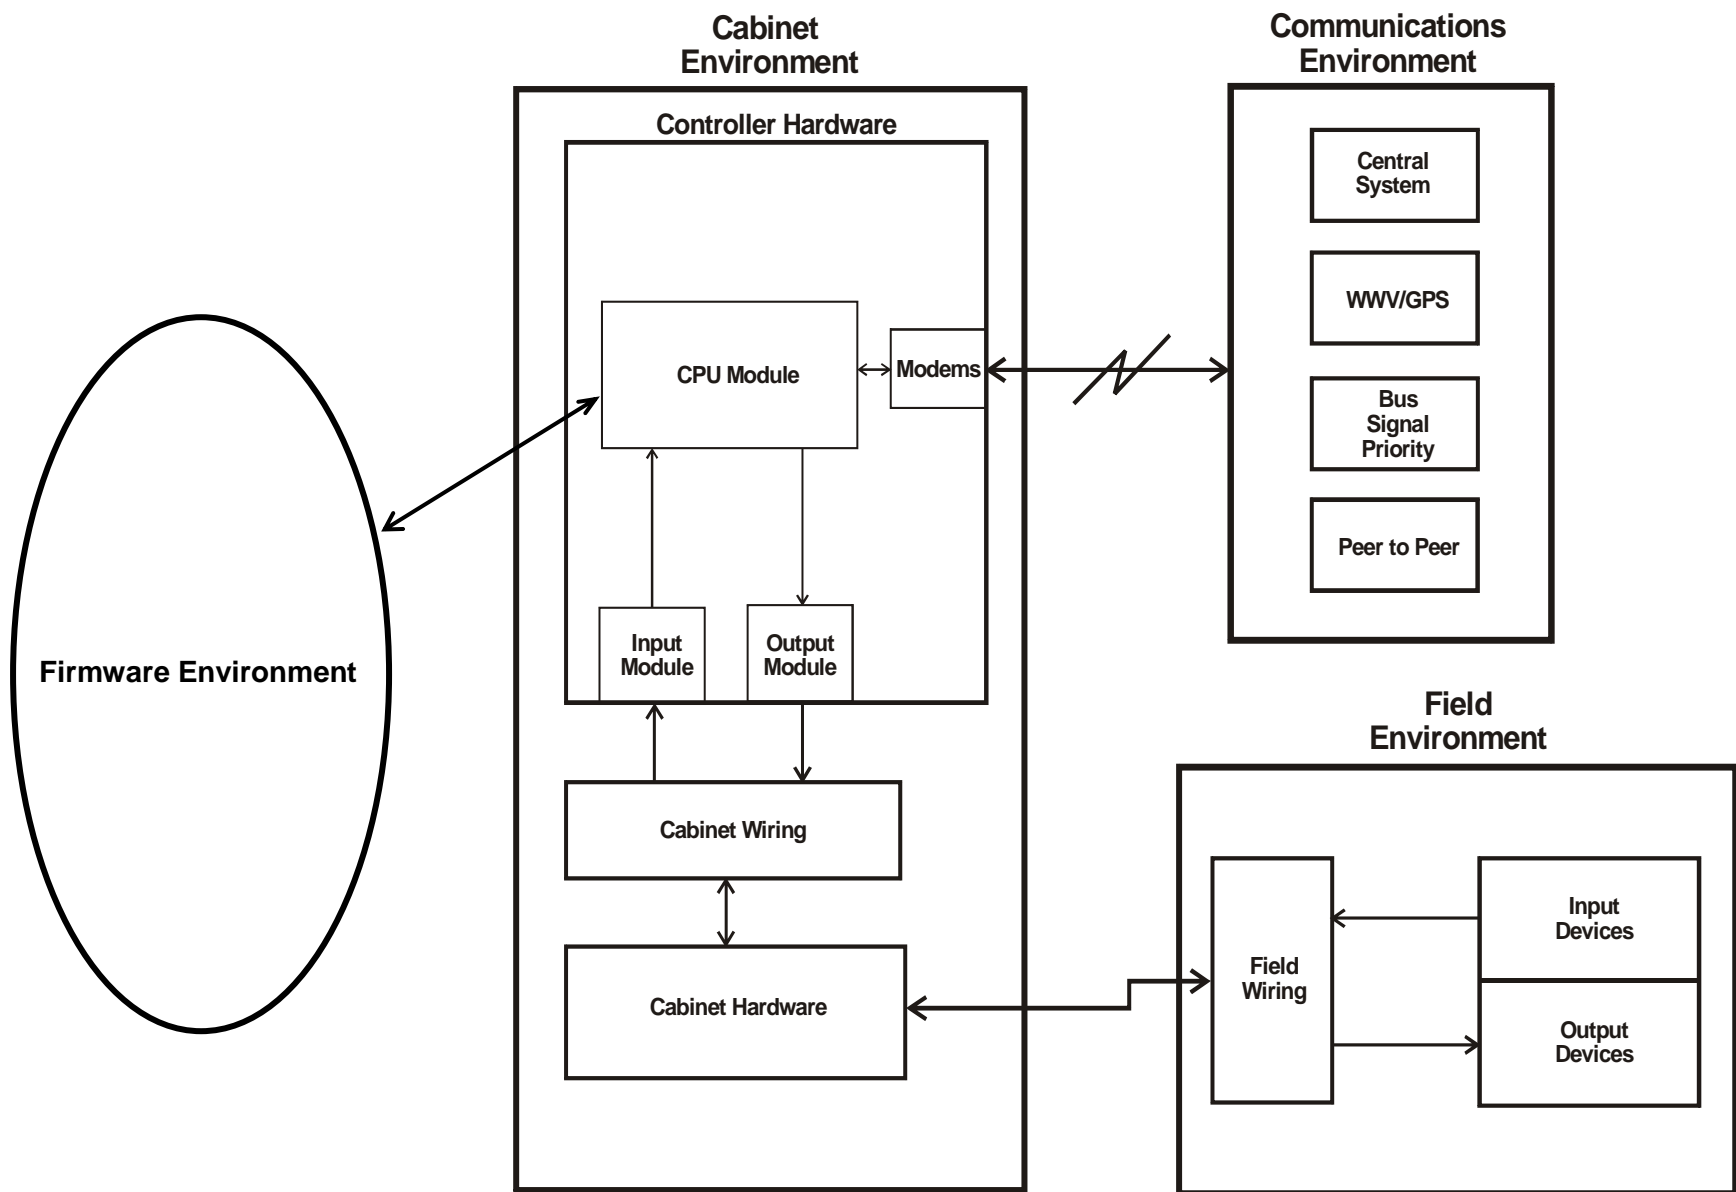 Cabinet
Environment
Communications
Environment
Controller Hardware
Central
System
WWV/GPS
CPU Module
Modems
Bus
Signal
Priority
Peer to Peer
Firmware Environment
Input
Module
Output
Module
Field
Environment
Cabinet Wiring
Input
Devices
Field
Wiring
Cabinet Hardware
Output
Devices